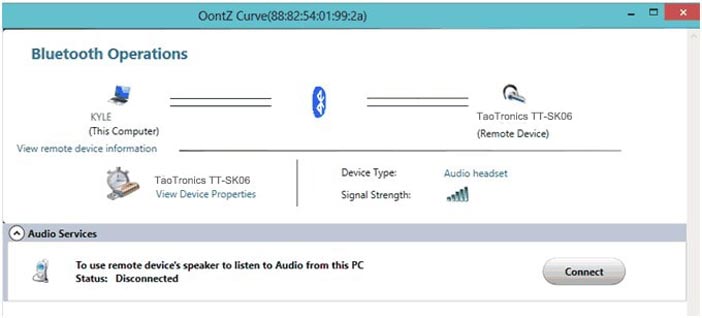 OontZ Curve(88:82:54:01:99:2a)
Bluetooth Operations
KYLE
(This Computer)
TaoTronics TT-SK06
(Remote Device)
View remote device information
TaoTronics TT-SK06
View Device Properties
Device Type: Audio headset
Signal Strength:
Audio Services
To use remote device's speaker to listen to Audio from this PC
Status: Disconnected
Connect